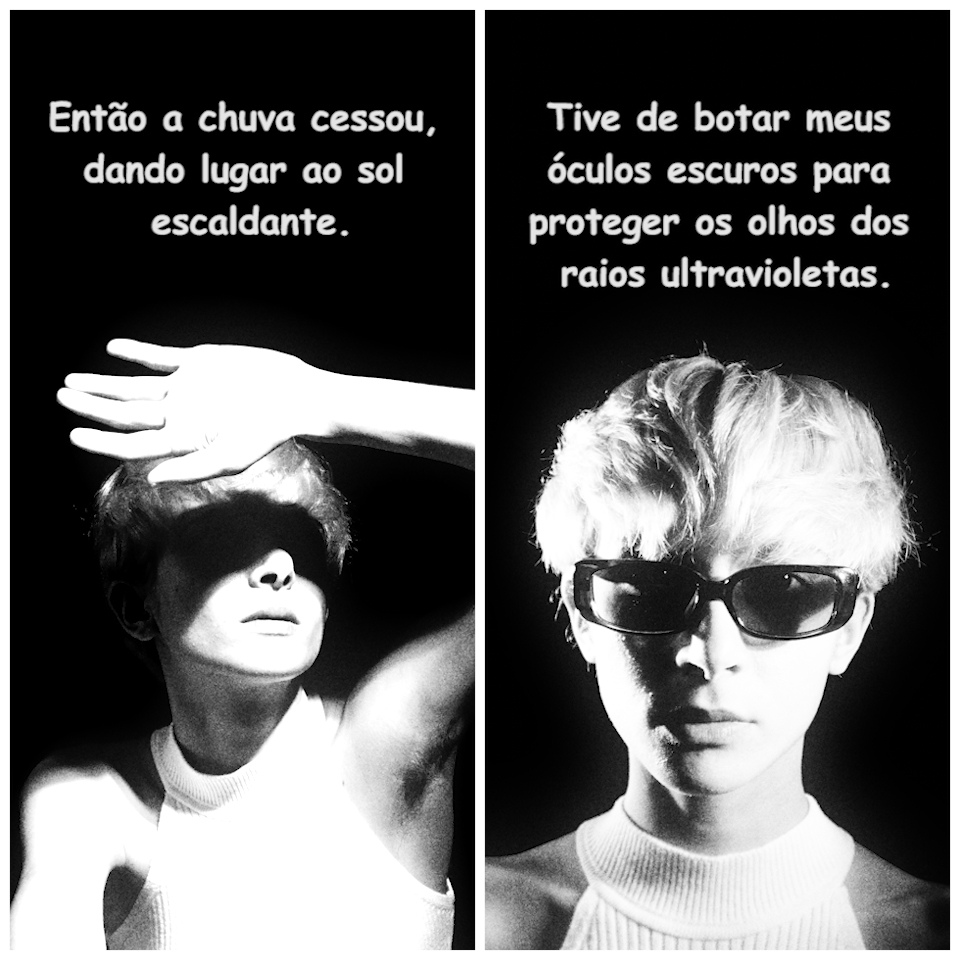 Então a chuva cessou,
dando lugar ao sol
escaldante.
Tive de botar meus
óculos escuros para
proteger os olhos dos
raios ultravioletas.